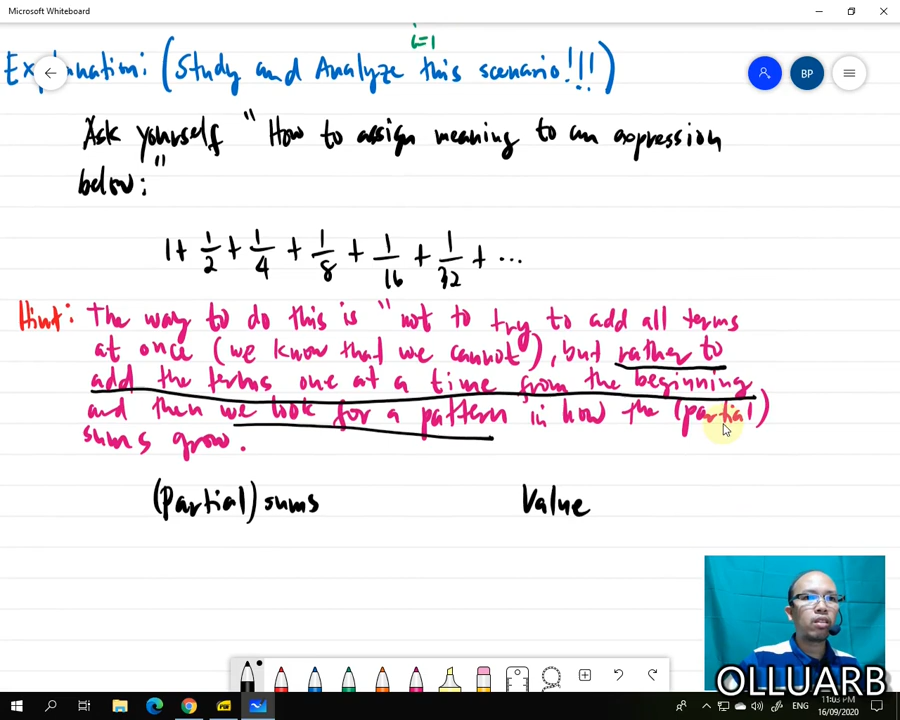 Microsoft Whiteboard
i=1
Explanation: (Study and Analyze this scenario!!!)
BP
Ask yourself "How to assign meaning to an expression
below:"
1+ 1/2 + 1/4 + 1/8 + 1/16 + 1/32 + ...
Hint: The way to do this is "not to try to add all terms
at once (we know that we cannot), but rather to
add the terms one at a time from the beginning
and then we look for a pattern in how the (partial)
sums grow.
(Partial) sums Value
OLLUARB
ENG
11:03 PM
16/09/2020